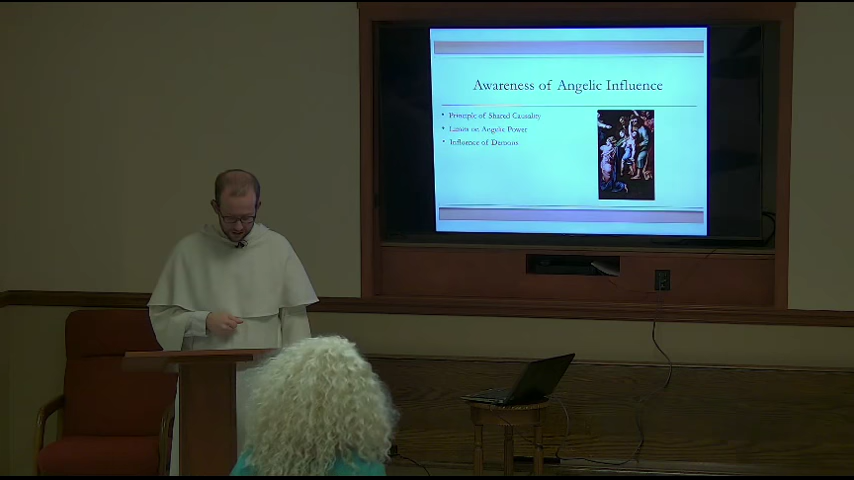 Awareness of Angelic Influence
• Principle of Shared Causality
• Limits on Angelic Power
• Influence of Demons